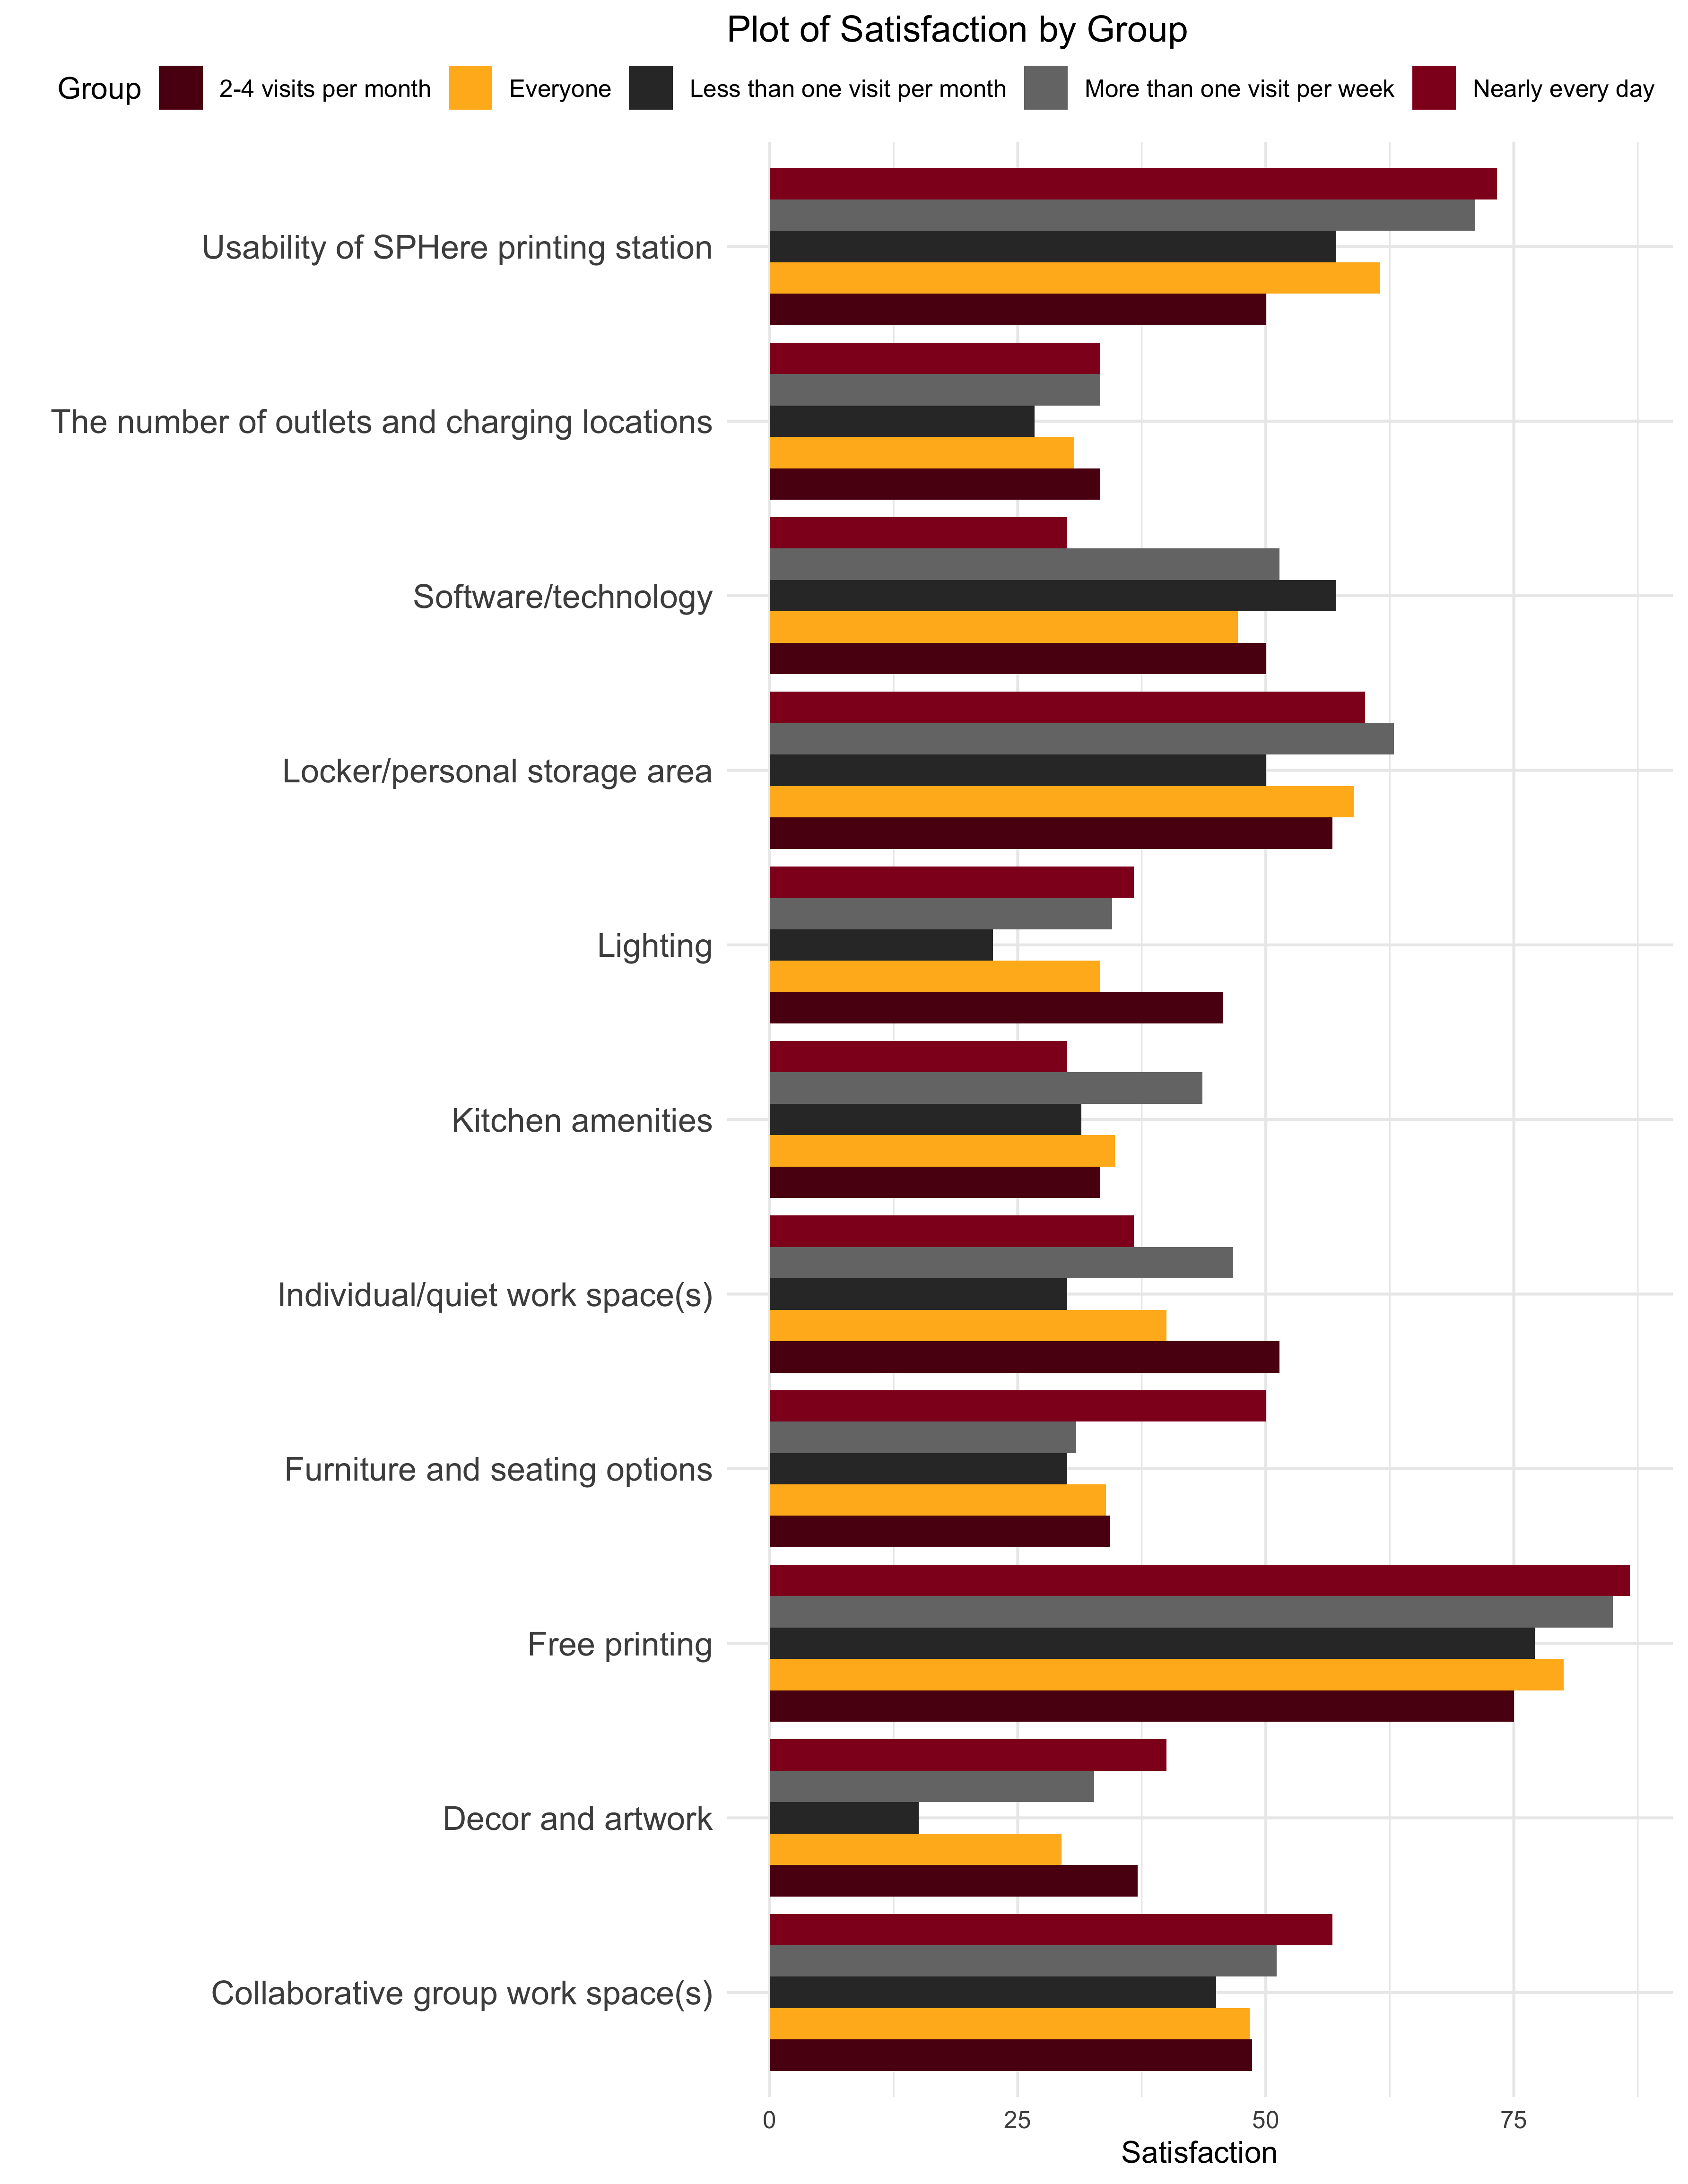 Plot of Satisfaction by Group
Group 2-4 visits per month Everyone Less than one visit per month More than one visit per week Nearly every day
Usability of SPHere printing station
The number of outlets and charging locations
Software/technology
Locker/personal storage area
Lighting
Kitchen amenities
Individual/quiet work space(s)
Furniture and seating options
Free printing
Decor and artwork
Collaborative group work space(s)
0 25 50 75
Satisfaction